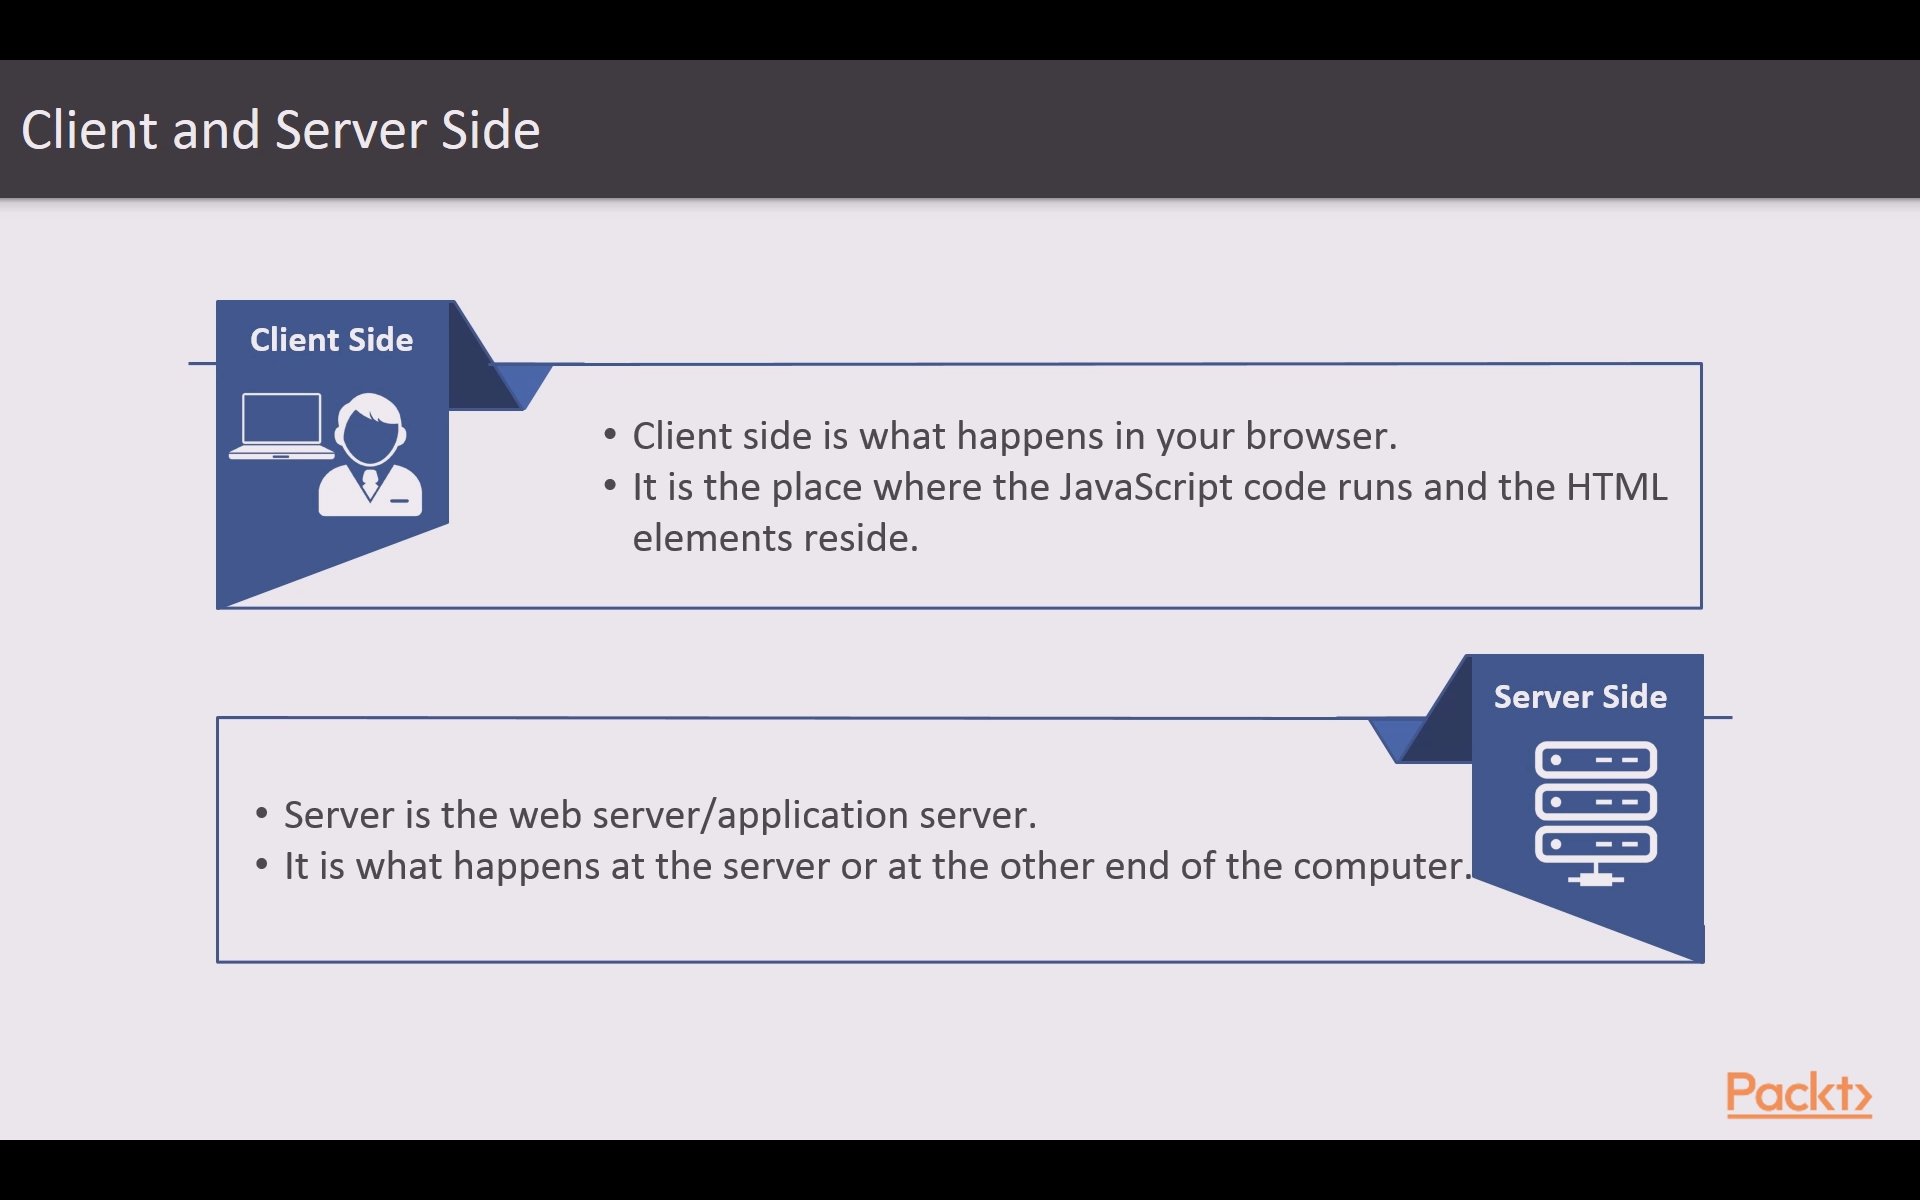 Client and Server Side
Client Side
• Client side is what happens in your browser.
• It is the place where the JavaScript code runs and the HTML
elements reside.
Server Side
• Server is the web server/application server.
• It is what happens at the server or at the other end of the computer.
Packt>